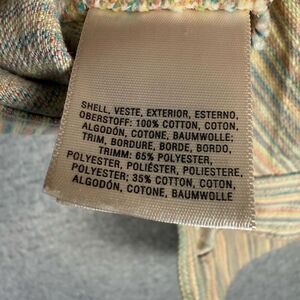 SHELL, VESTE, EXTERIOR, ESTERNO,
OBERSTOFF: 100% COTTON, COTON,
ALGODÓN, COTONE, BAUMWOLLE;
TRIM, BORDURE, BORDE, BORDO,
TRIMM: 65% POLYESTER,
POLYESTER, POLIÉSTER, POLIESTERE,
POLYESTER; 35% COTTON, COTON,
ALGODÓN, COTONE, BAUMWOLLE